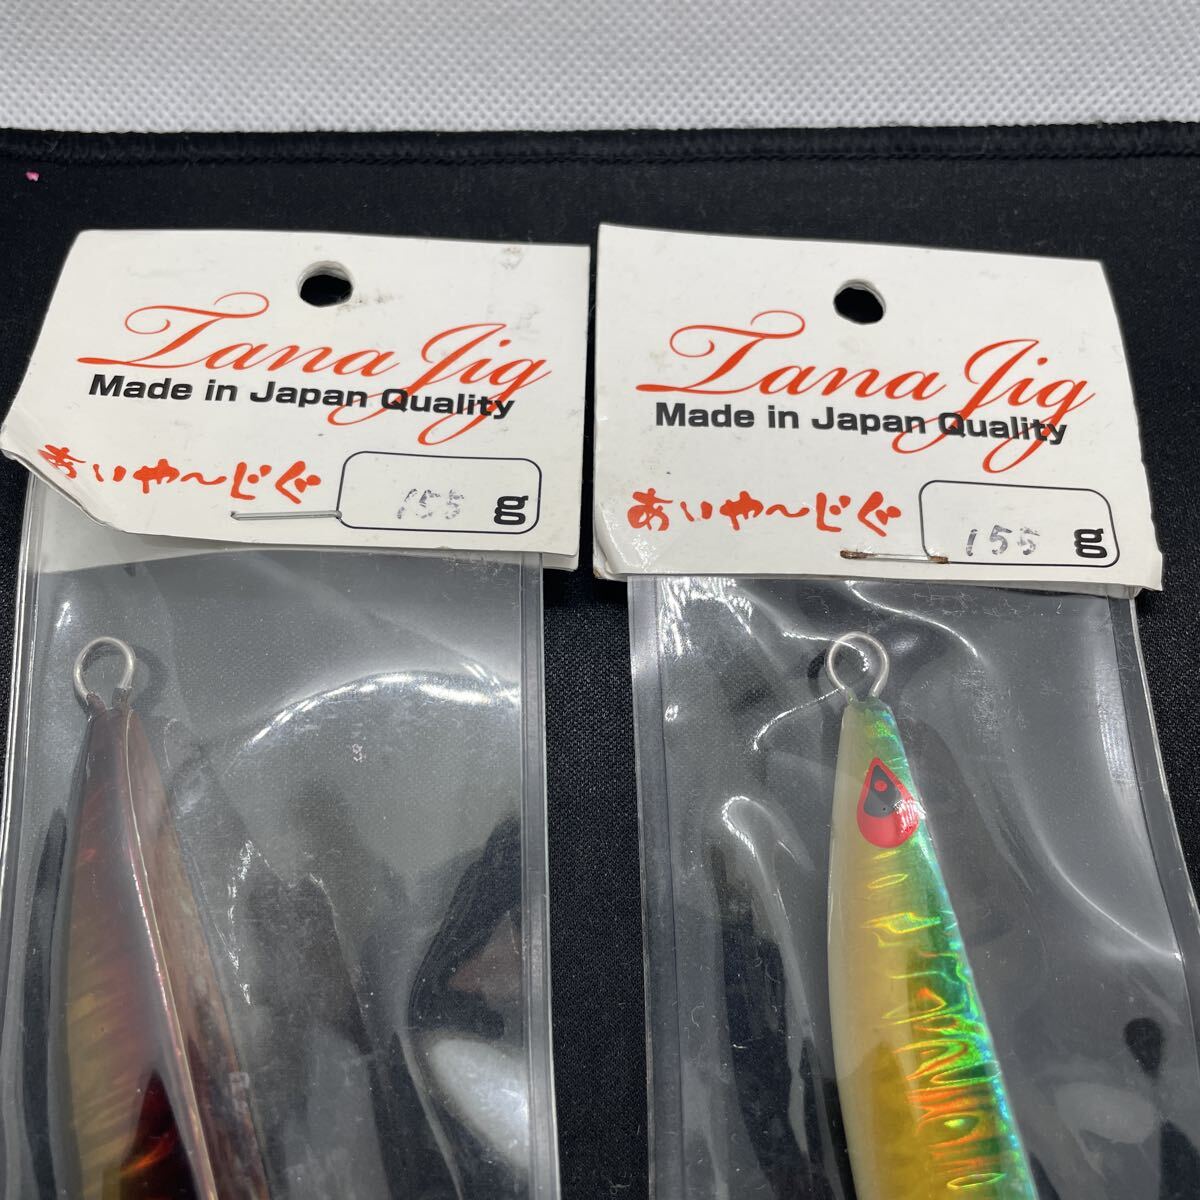 Tana Jig
Made in Japan Quality
あいや〜じぐ
155 g
Tana Jig
Made in Japan Quality
あいや〜じぐ
155 g